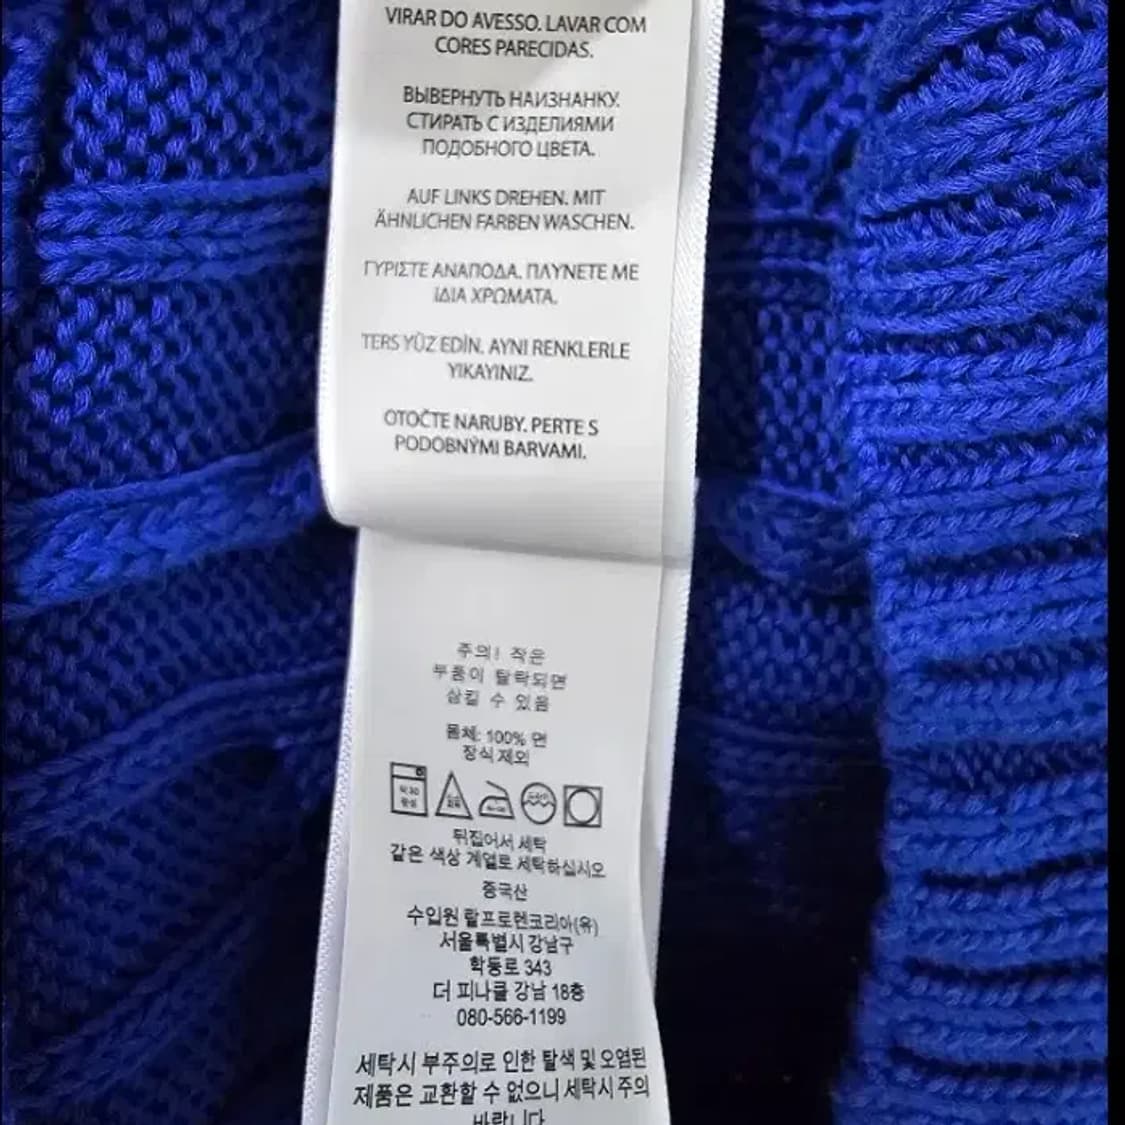 VIRAR DO AVESSO. LAVAR COM
CORES PARECIDAS.
ВЫВЕРНУТЬ НАИЗНАНКУ.
СТИРАТЬ С ИЗДЕЛИЯМИ
ПОДОБНОГО ЦВЕТА.
AUF LINKS DREHEN. MIT
ÄHNLICHEN FARBEN WASCHEN.
ΓΥΡΙΣΤΕ ΑΝΑΠΟΔΑ. ΠΛΥΝΕΤΕ ΜΕ
ΙΔΙΑ ΧΡΩΜΑΤΑ.
TERS YÜZ EDİN. AYNI RENKLERLE
YIKAYINIZ.
OTOČTE NARUBY. PERTE S
PODOBNÝMI BARVAMI.
주의! 작은
부품이 탈락되면
삼킬 수 있음
몸체: 100% 면
장식 제외
뒤집어서 세탁
같은 색상 계열로 세탁하십시오
중국산
수입원 랄프로렌코리아(유)
서울특별시 강남구
학동로 343
더 피나클 강남 18층
080-566-1199
세탁시 부주의로 인한 탈색 및 오염된
제품은 교환할 수 없으니 세탁시 주의
바랍니다